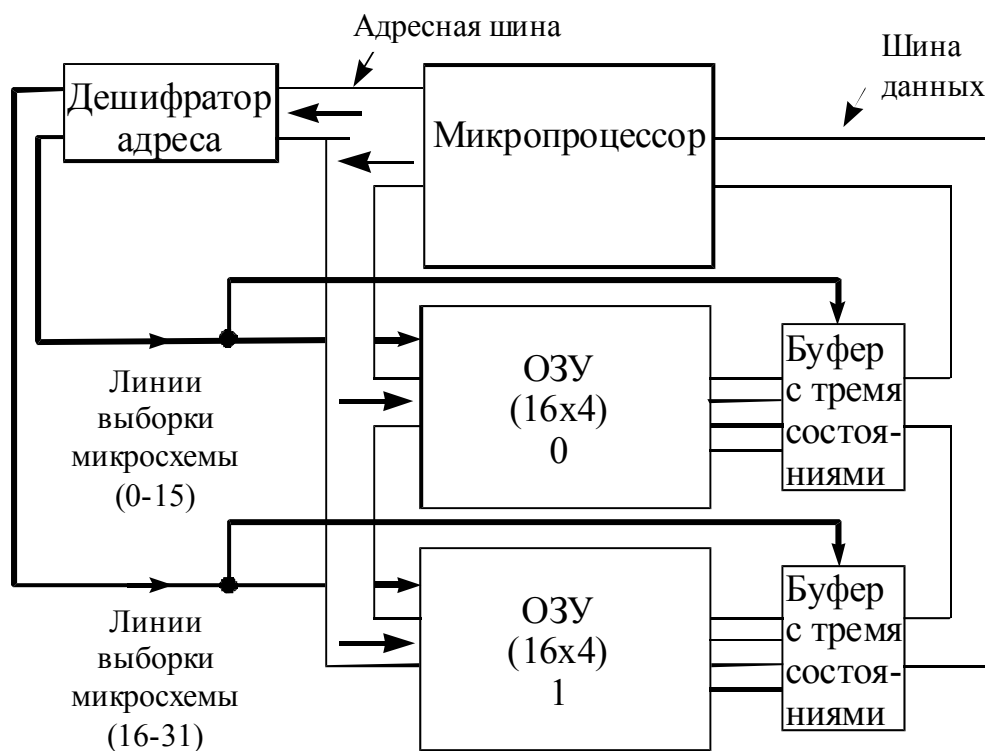 Адресная шина
Шина
данных
Дешифратор
адреса
Микропроцессор
Линии
выборки
микросхемы
(0-15)
ОЗУ
(16x4)
0
Буфер
с тремя
состоя-
ниями
Линии
выборки
микросхемы
(16-31)
ОЗУ
(16x4)
1
Буфер
с тремя
состоя-
ниями